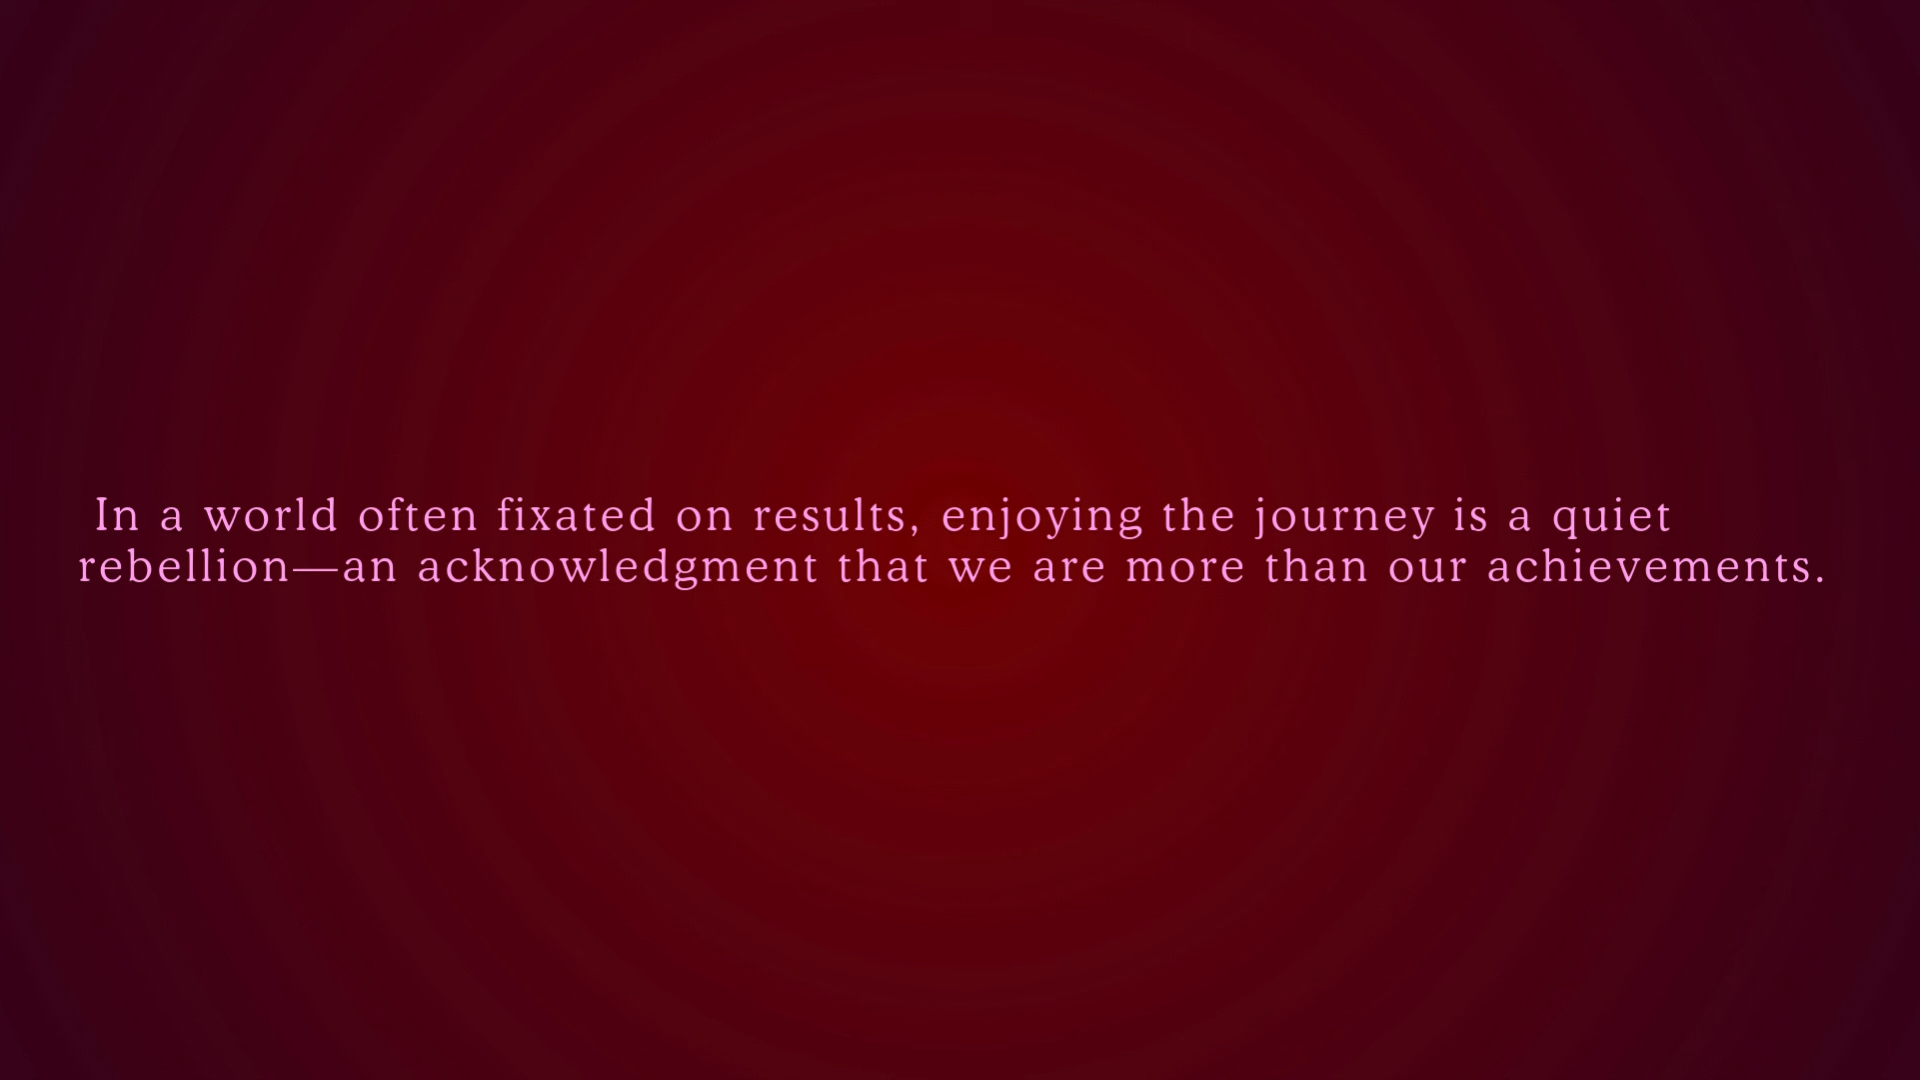 In a world often fixated on results, enjoying the journey is a quiet
rebellion—an acknowledgment that we are more than our achievements.